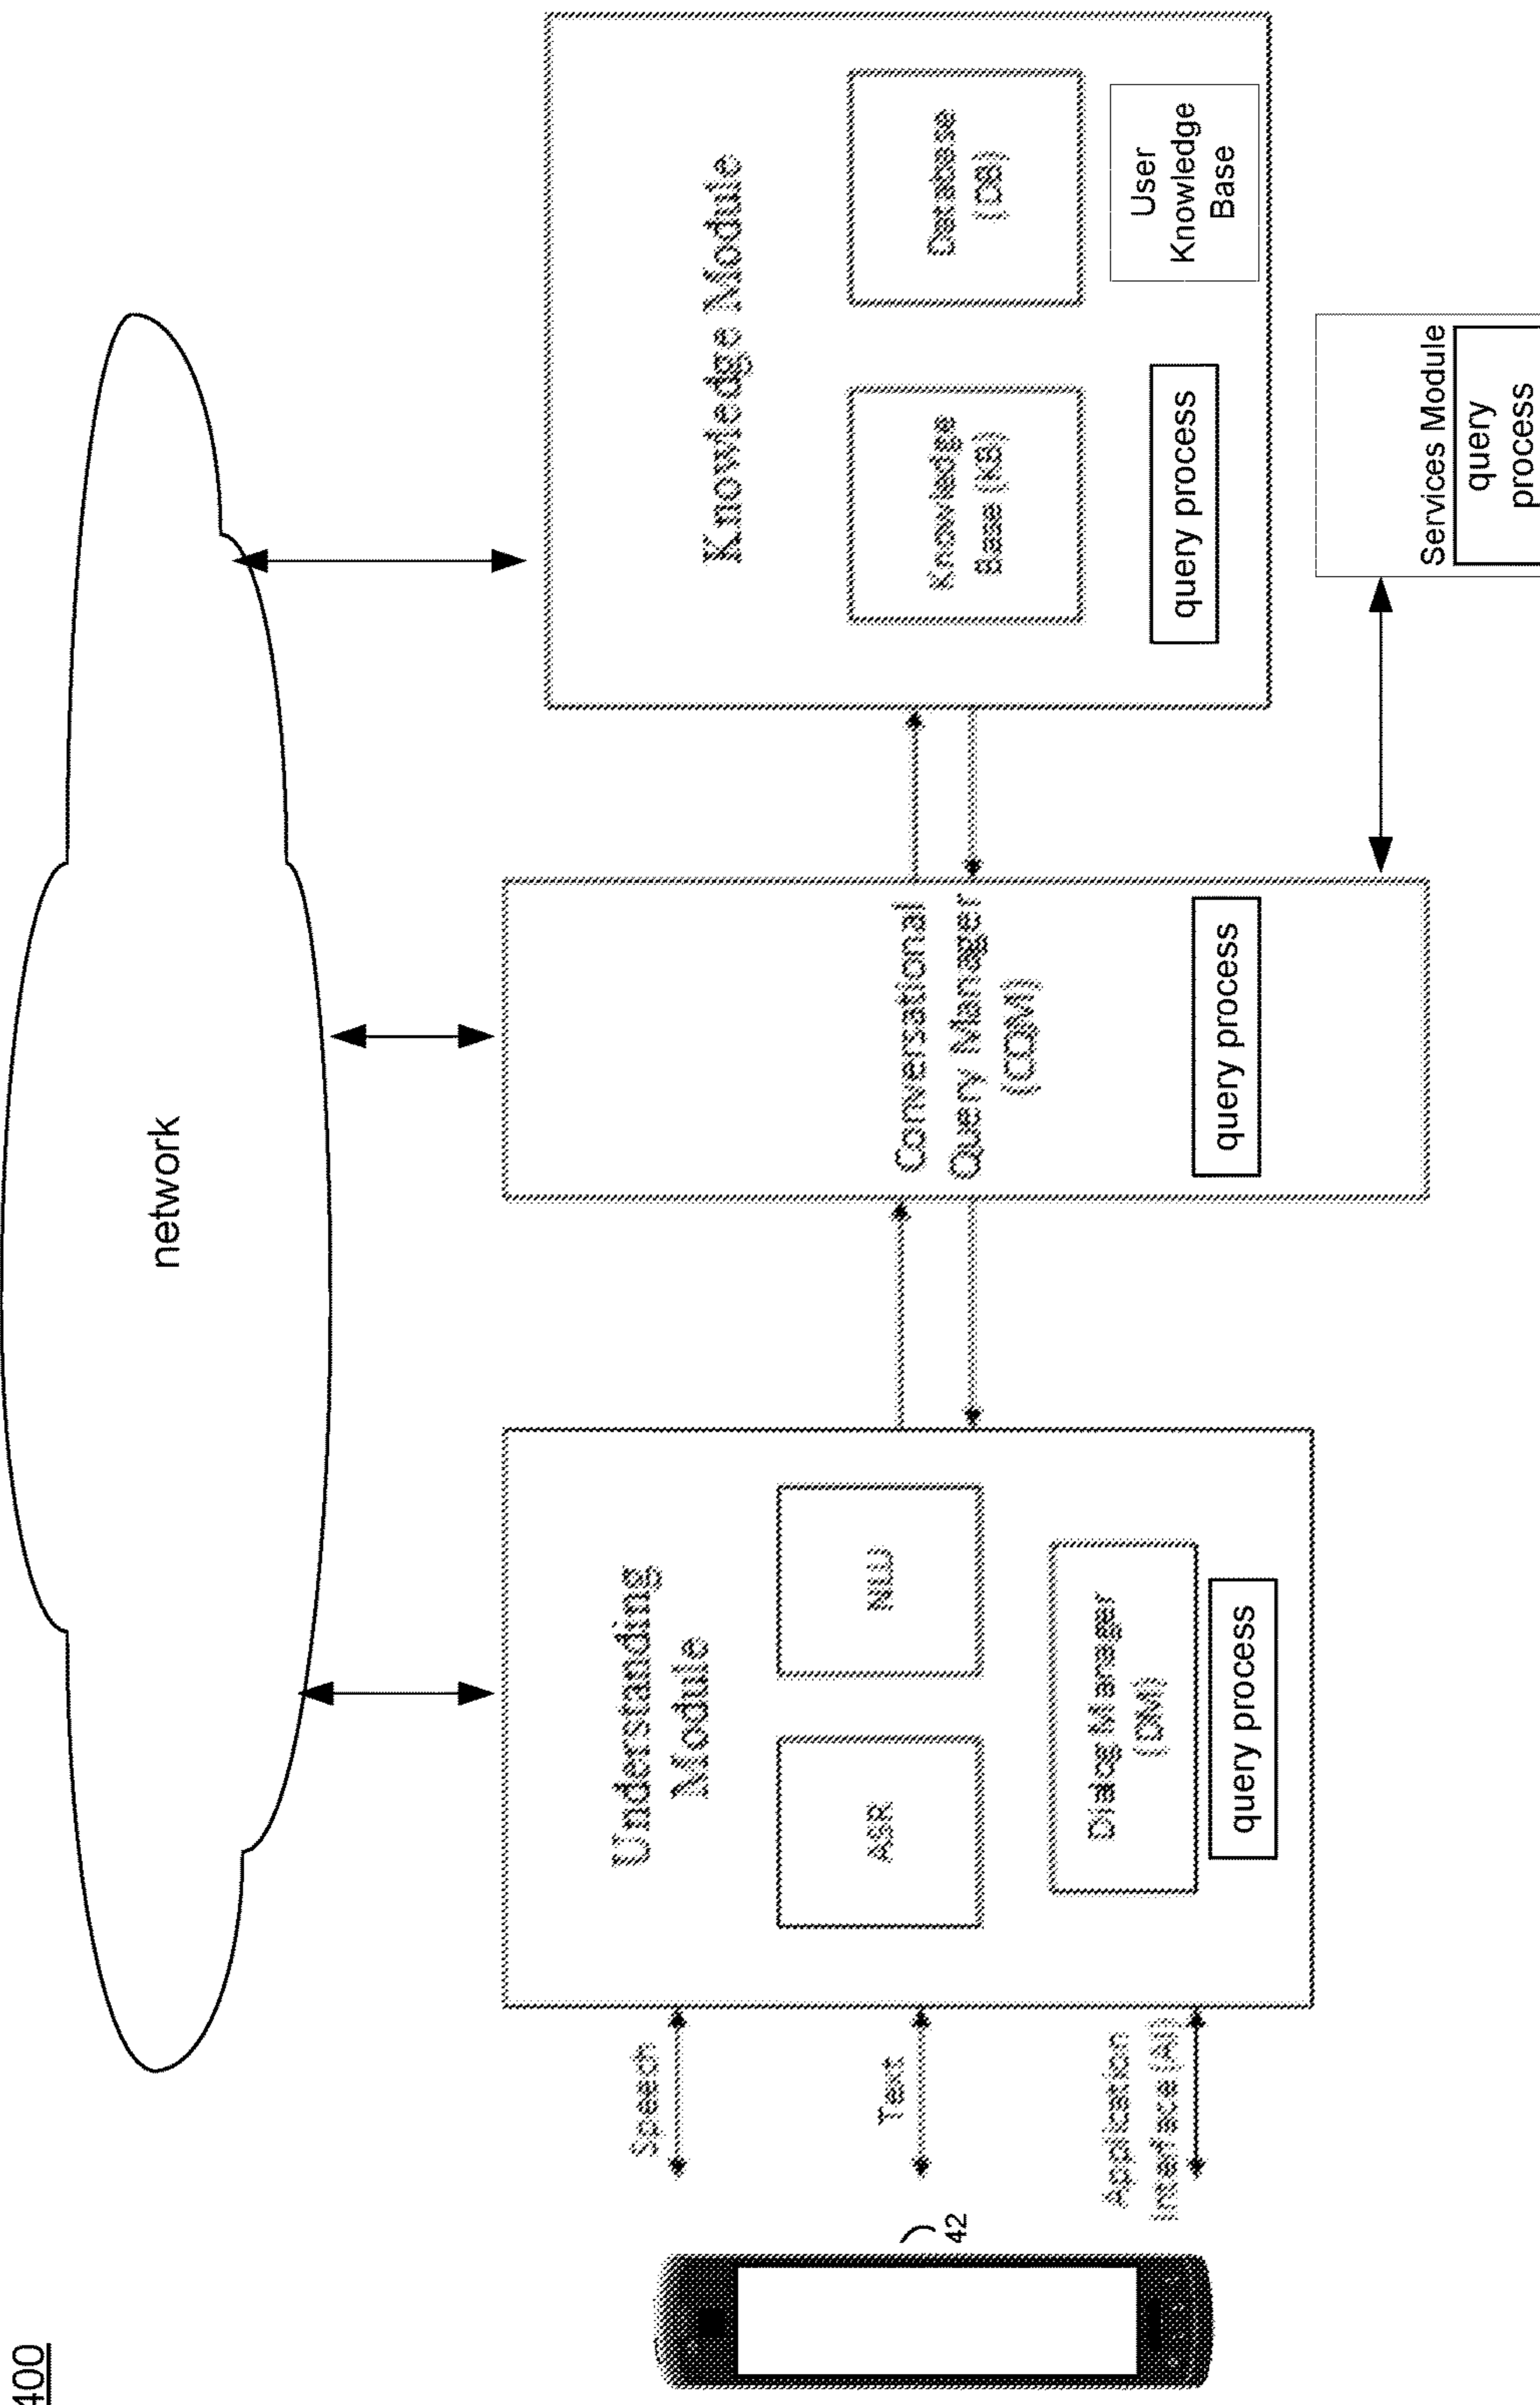 400
network
42
Speech
Text
Application
Interface (AI)
Understanding
Module
ASR
NLU
Dialog Manager
(DM)
query process
Conversational
Query Manager
(CQM)
query process
Knowledge Module
Knowledge
Base (KB)
Database
(DB)
query process
User
Knowledge
Base
Services Module
query
process